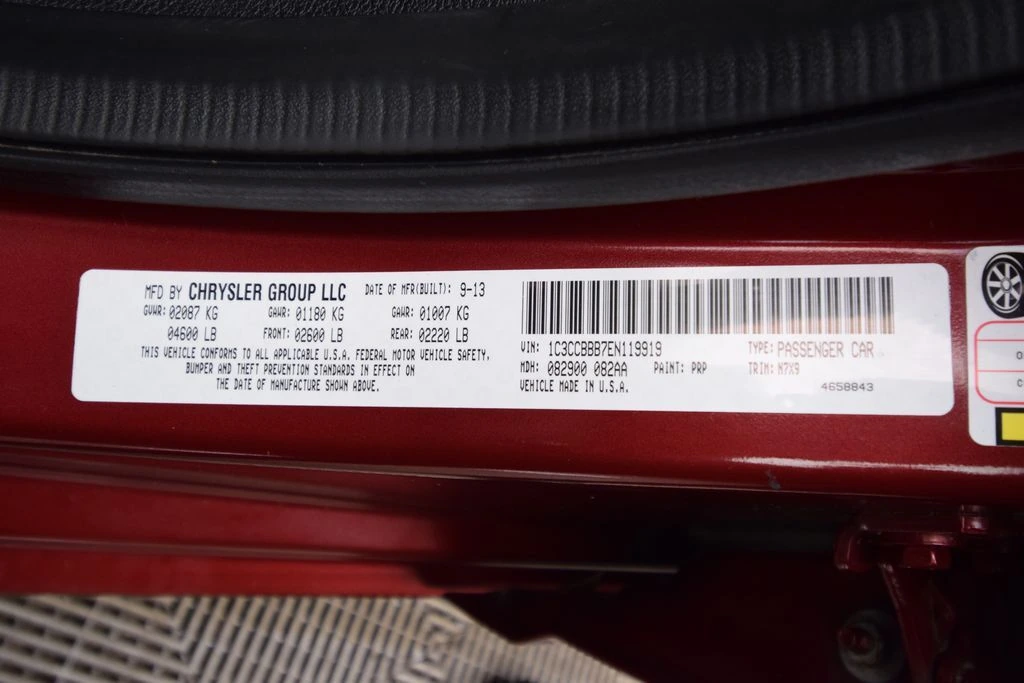 MFD BY CHRYSLER GROUP LLC DATE OF MFR(BUILT): 9-13
GVWR: 02087 KG GAWR: 01180 KG GAWR: 01007 KG
04600 LB FRONT: 02600 LB REAR: 02220 LB
THIS VEHICLE CONFORMS TO ALL APPLICABLE U.S.A. FEDERAL MOTOR VEHICLE SAFETY,
BUMPER AND THEFT PREVENTION STANDARDS IN EFFECT ON
THE DATE OF MANUFACTURE SHOWN ABOVE.
VIN: 1C3CCBBB7EN119919 TYPE: PASSENGER CAR
MDH: 082900 082AA PAINT: PRP TRIM: N7X9
VEHICLE MADE IN U.S.A. 4658843
O
C